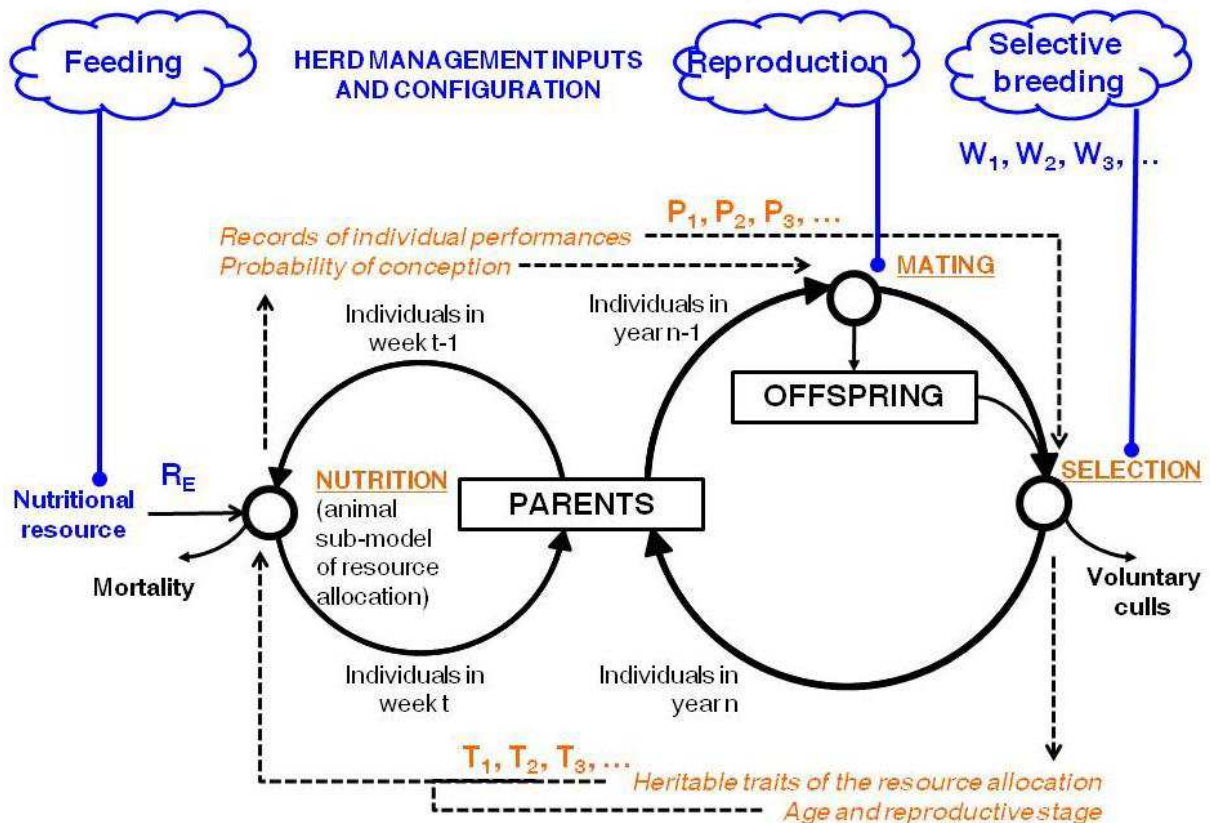 Feeding
HERD MANAGEMENT INPUTS
AND CONFIGURATION
Reproduction
Selective
breeding
W1, W2, W3, ...
P1, P2, P3, ...
Records of individual performances
Probability of conception
MATING
Individuals in
week t-1
Individuals in
year n-1
OFFSPRING
RE
Nutritional
resource
NUTRITION
(animal
sub-model
of resource
allocation)
PARENTS
SELECTION
Mortality
Voluntary
culls
Individuals in
week t
Individuals in
year n
T1, T2, T3, ...
Heritable traits of the resource allocation
Age and reproductive stage